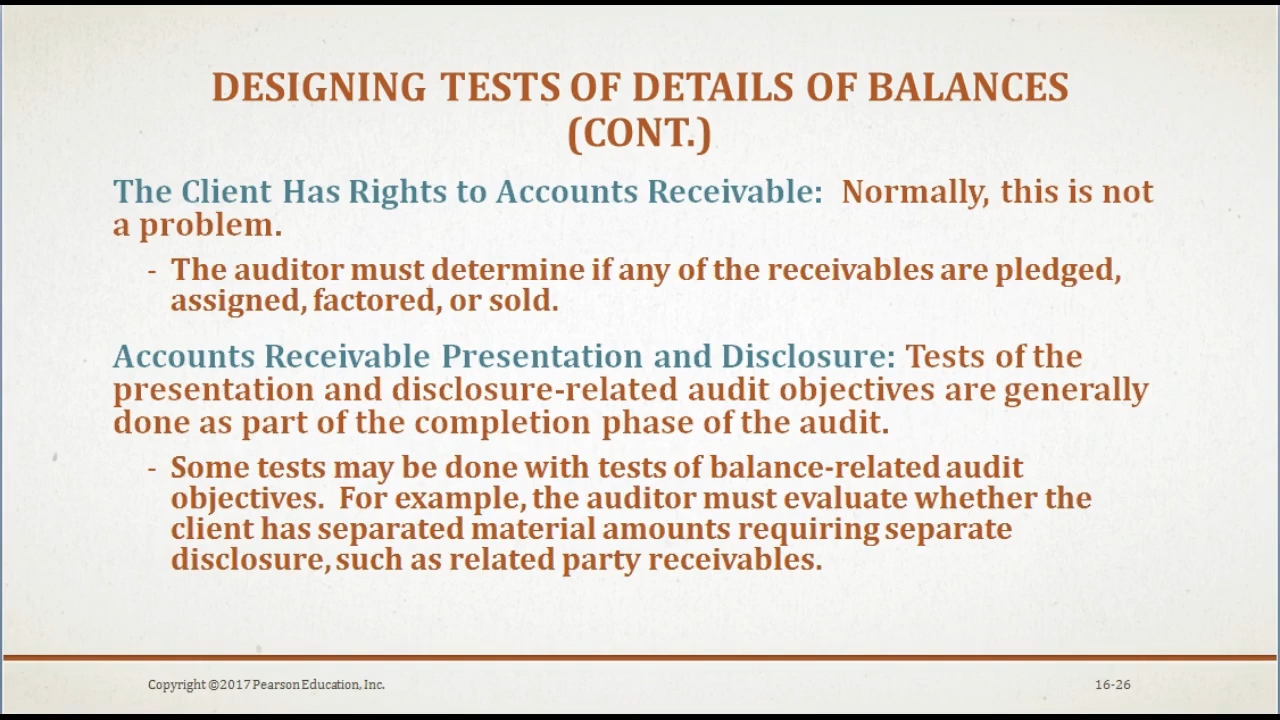 DESIGNING TESTS OF DETAILS OF BALANCES
(CONT.)
The Client Has Rights to Accounts Receivable: Normally, this is not
a problem.
- The auditor must determine if any of the receivables are pledged,
assigned, factored, or sold.
Accounts Receivable Presentation and Disclosure: Tests of the
presentation and disclosure-related audit objectives are generally
done as part of the completion phase of the audit.
- Some tests may be done with tests of balance-related audit
objectives. For example, the auditor must evaluate whether the
client has separated material amounts requiring separate
disclosure, such as related party receivables.
Copyright ©2017 Pearson Education, Inc.
16-26